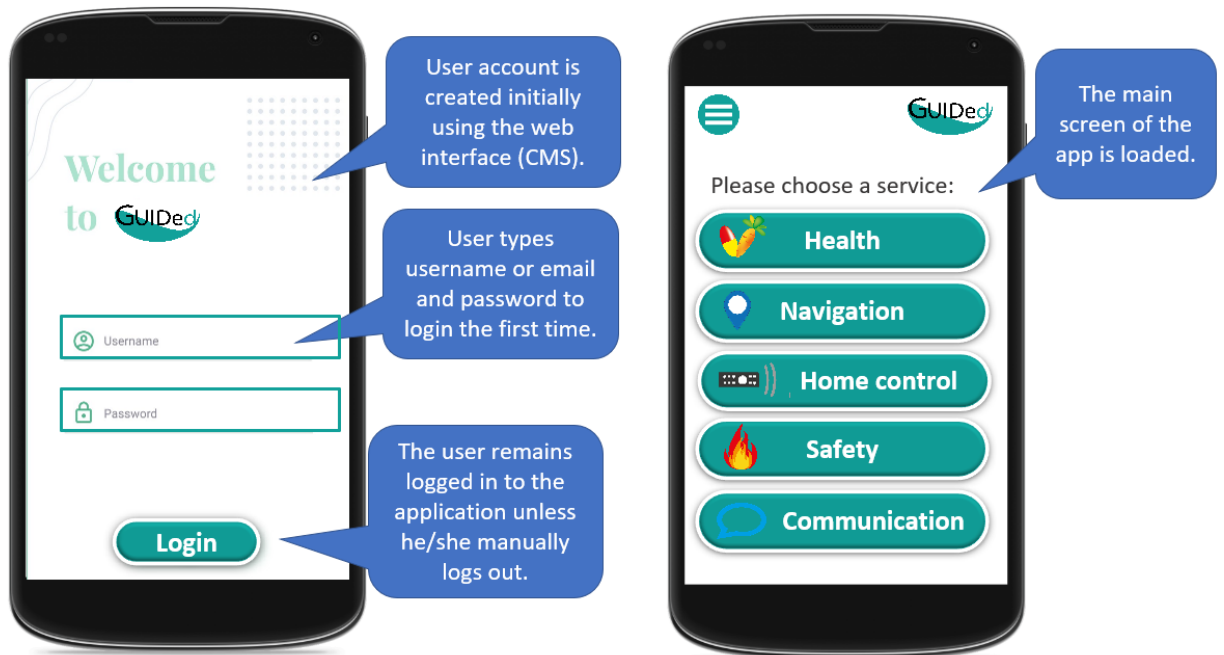 Welcome
to GUIDed
Username
Password
Login
User account is
created initially
using the web
interface (CMS).
User types
username or email
and password to
login the first time.
The user remains
logged in to the
application unless
he/she manually
logs out.
GUIDed
Please choose a service:
Health
Navigation
Home control
Safety
Communication
The main
screen of the
app is loaded.